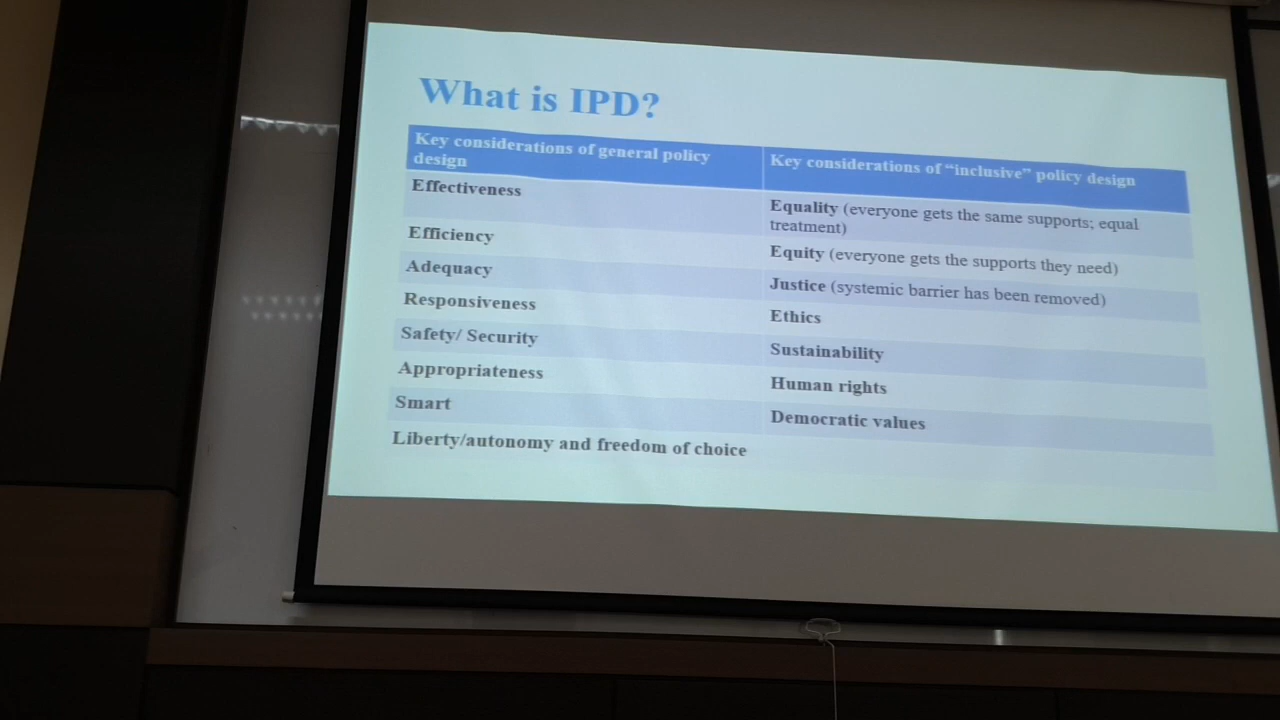 What is IPD?
Key considerations of general policy
design
Key considerations of “inclusive” policy design
Effectiveness
Equality (everyone gets the same supports; equal
treatment)
Efficiency
Equity (everyone gets the supports they need)
Adequacy
Justice (systemic barrier has been removed)
Responsiveness
Ethics
Safety/ Security
Sustainability
Appropriateness
Human rights
Smart
Democratic values
Liberty/autonomy and freedom of choice